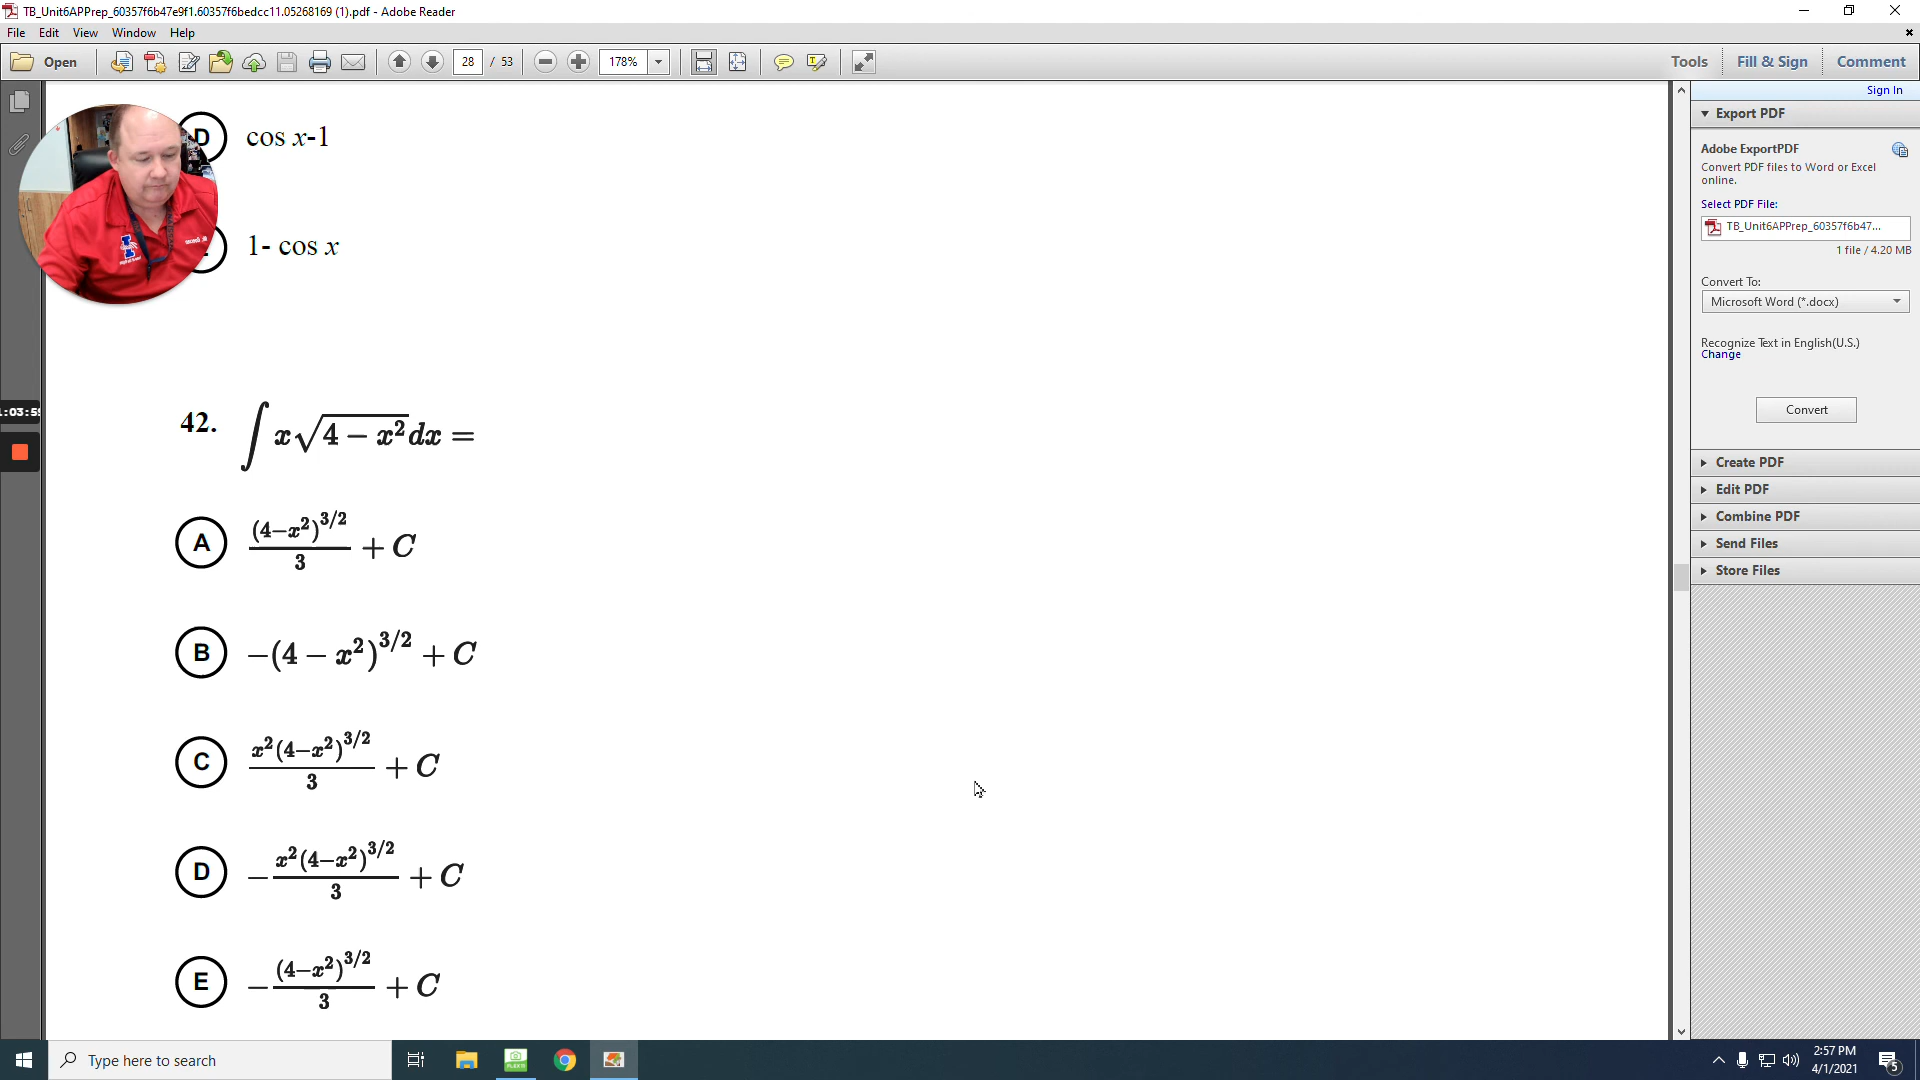 TB_Unit6APPrep_60357f6b47e9f1.60357f6bedcc11.05268169 (1).pdf - Adobe Reader
File Edit View Window Help
Open 28 / 53 178% Tools Fill & Sign Comment
Sign In
Export PDF
Adobe ExportPDF
Convert PDF files to Word or Excel
online.
Select PDF File:
TB_Unit6APPrep_60357f6b47...
1 file / 4.20 MB
Convert To:
Microsoft Word (*.docx)
Recognize Text in English(U.S.)
Change
Convert
Create PDF
Edit PDF
Combine PDF
Send Files
Store Files
D cos x-1
1- cos x
42. ∫ x√(4 − x²) dx =
A (4−x²)^3/2 / 3 + C
B −(4 − x²)^3/2 + C
C x²(4−x²)^3/2 / 3 + C
D − x²(4−x²)^3/2 / 3 + C
E − (4−x²)^3/2 / 3 + C
Type here to search
2:57 PM
4/1/2021
5